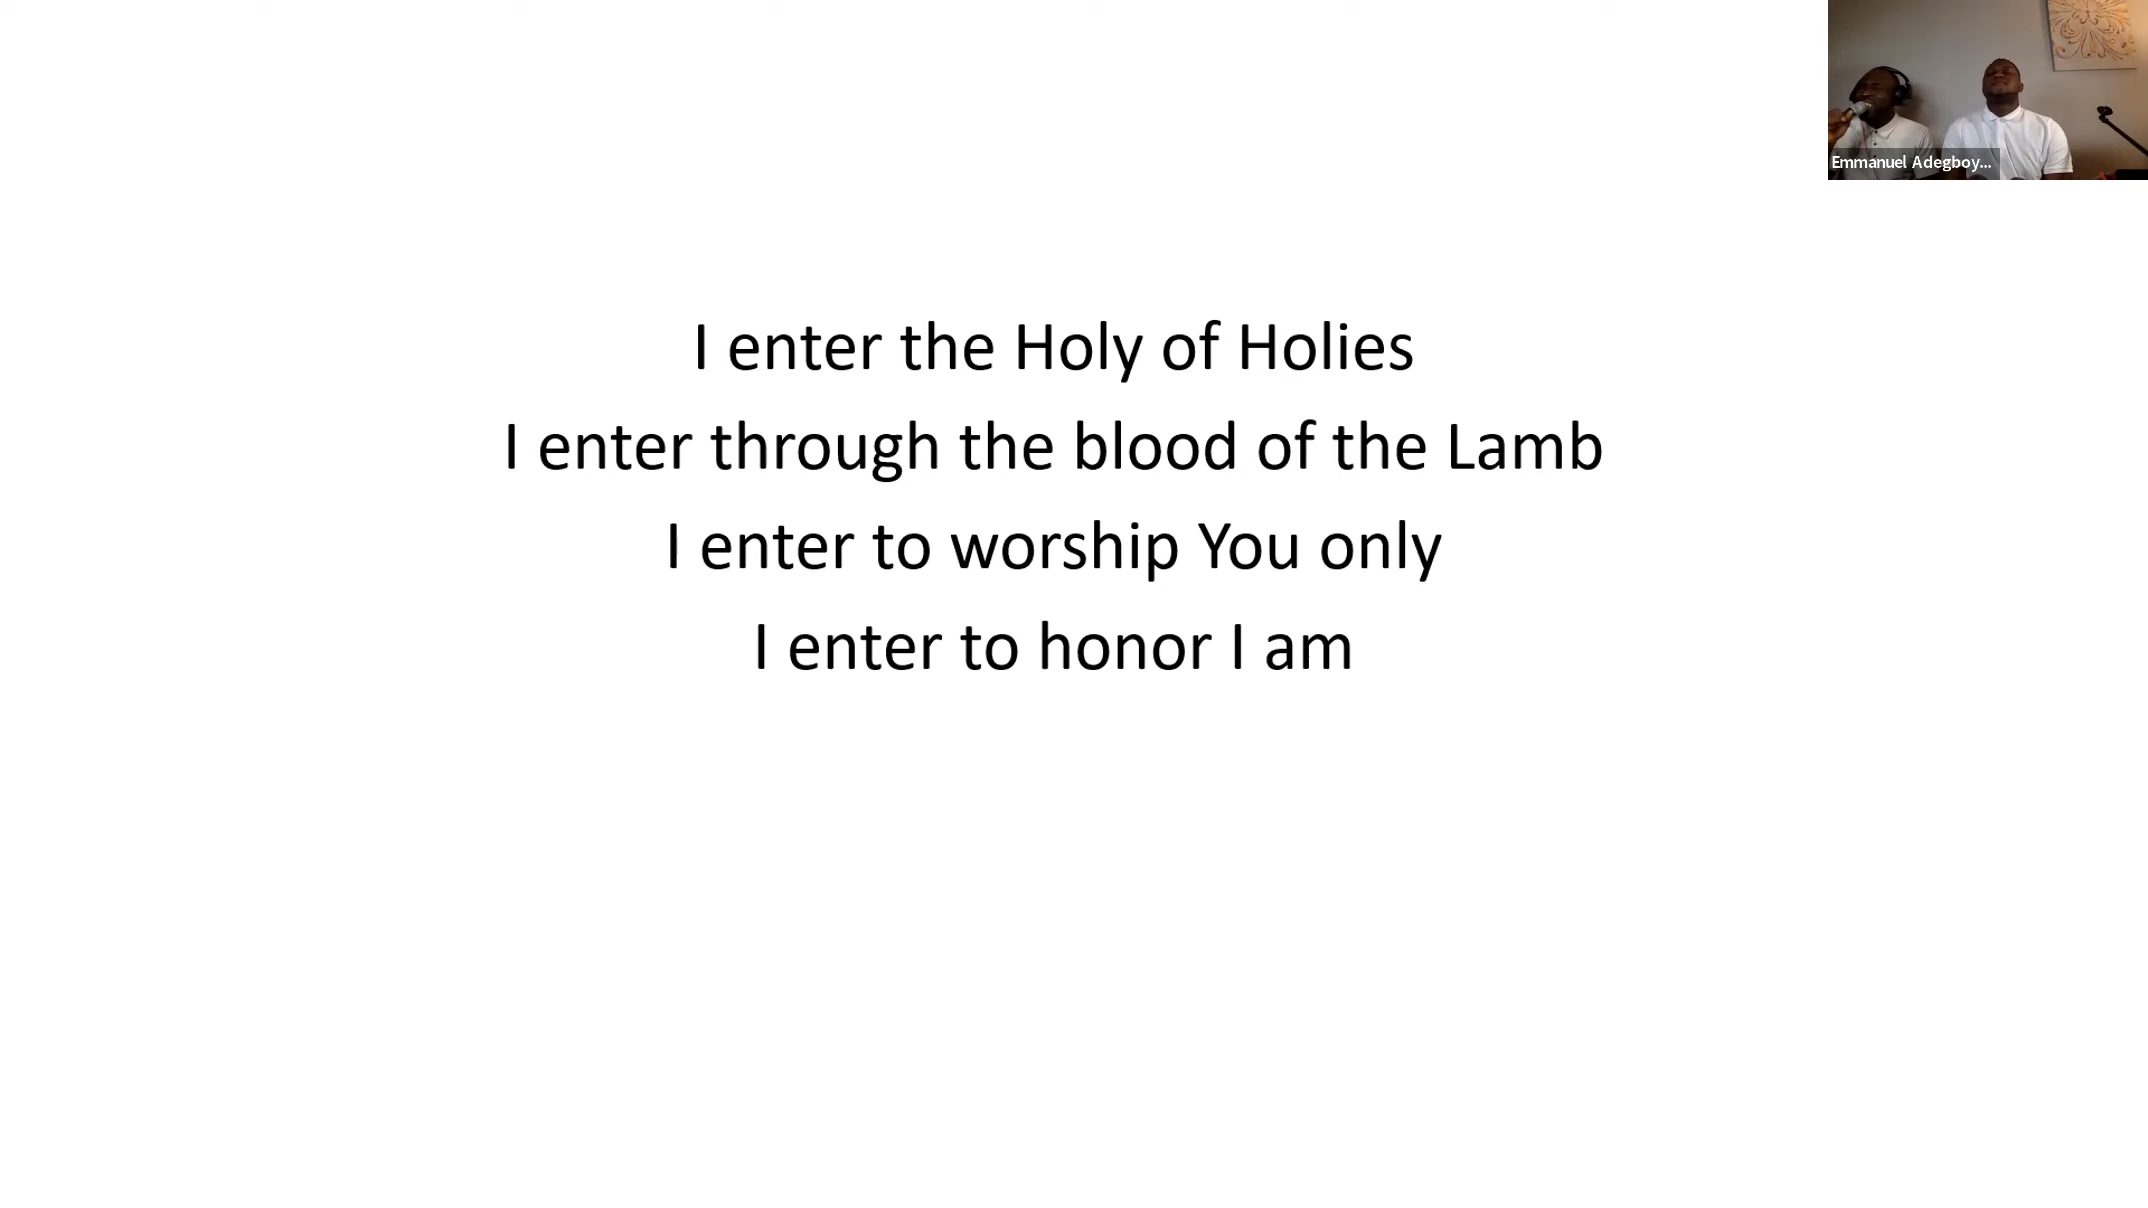 I enter the Holy of Holies
I enter through the blood of the Lamb
I enter to worship You only
I enter to honor I am
Emmanuel Adegboy...